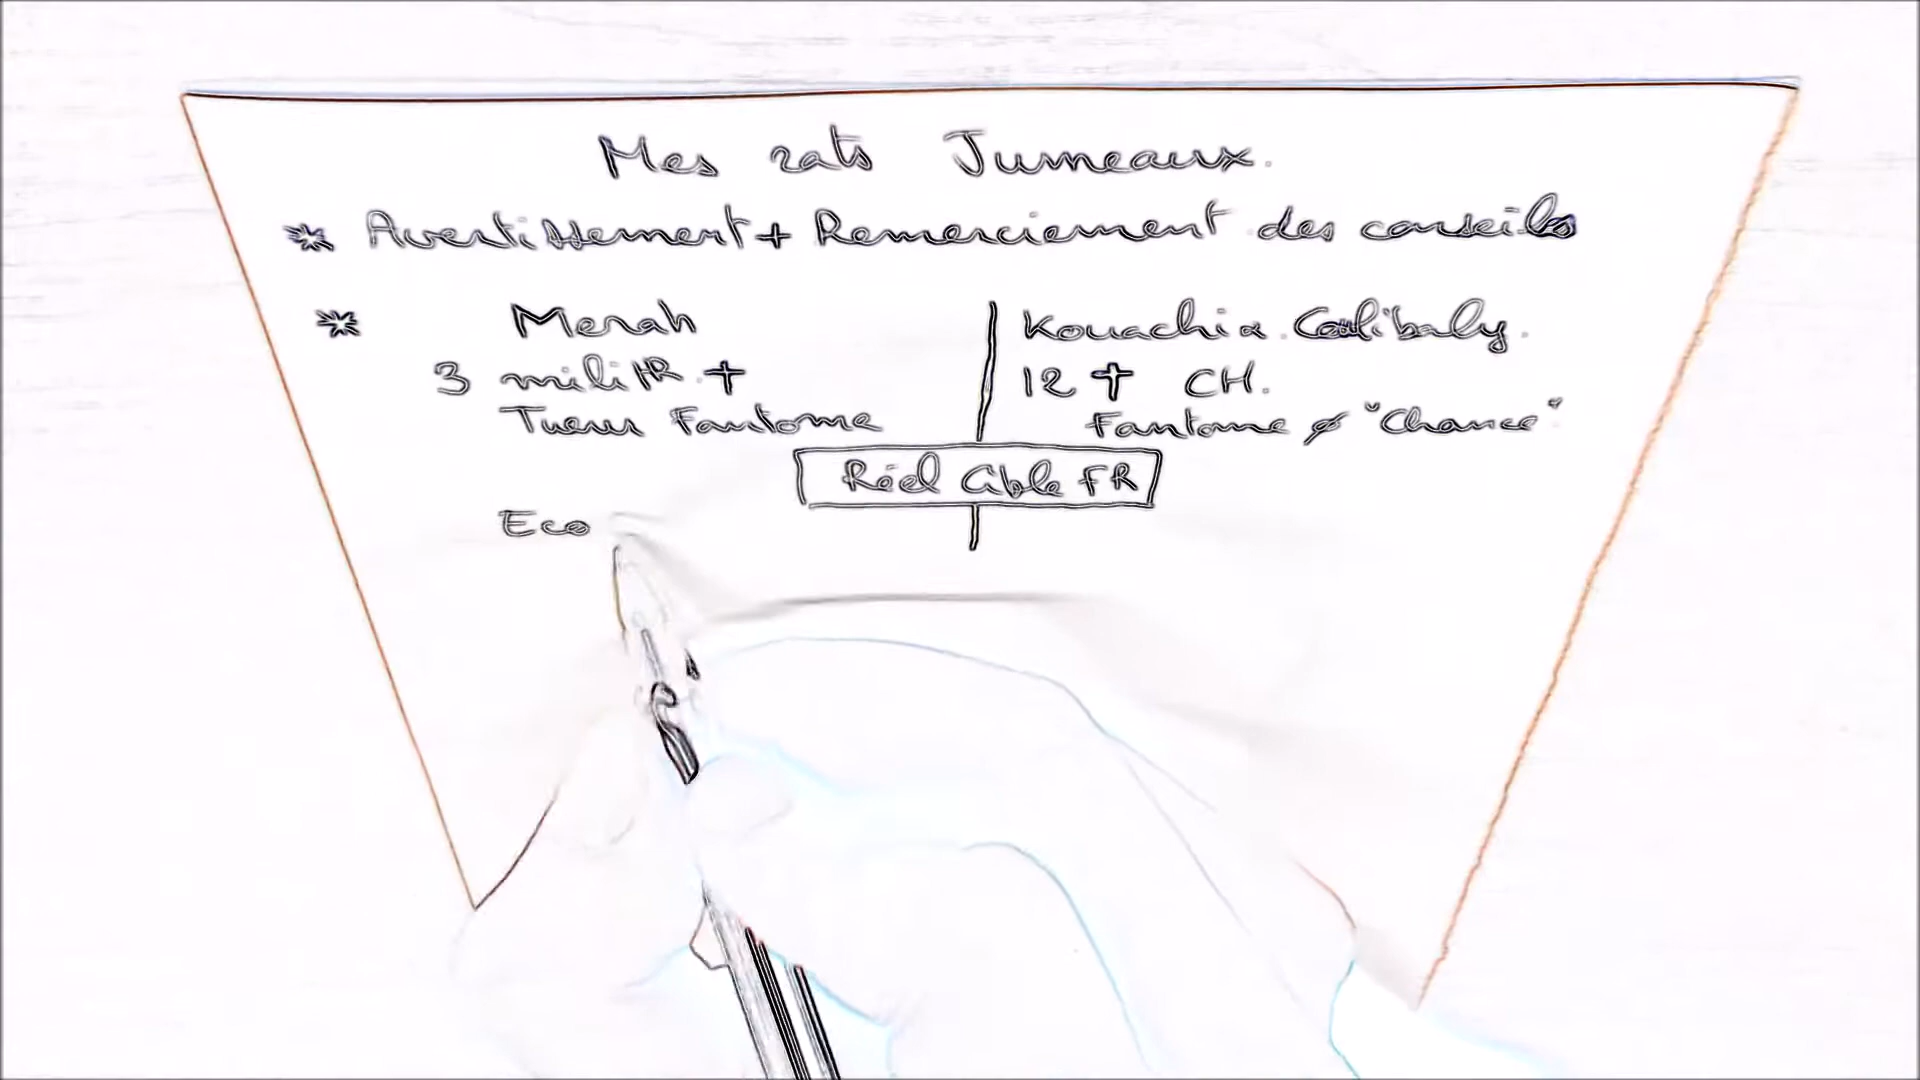 Mes rats Jumeaux.
* Avertissement + Remerciement des conseils
* Merah | Kouachi & Coulibaly.
3 militR + | 12 + CH.
Tueur Fantome | Fantome ø "Chance"
Réel Cible FR
Eco